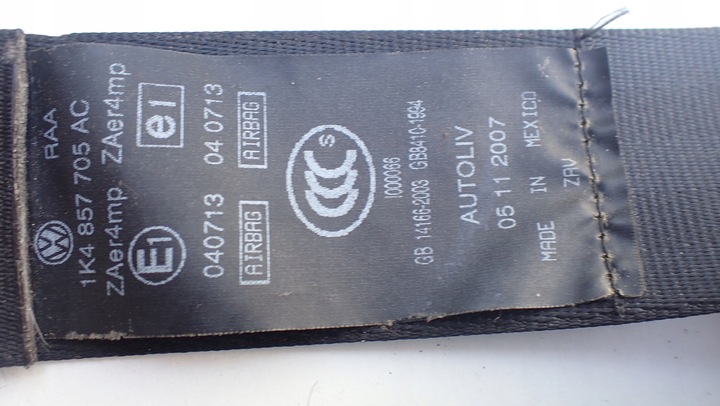 RAA
1K4 857 705 AC
ZAer4mp ZAer4mp
E1 e1
040713 04 0713
AIRBAG AIRBAG
CCC S
I000066
GB 14166-2003 GB8410-1994
AUTOLIV
05 11 2007
MADE IN MEXICO
ZAV